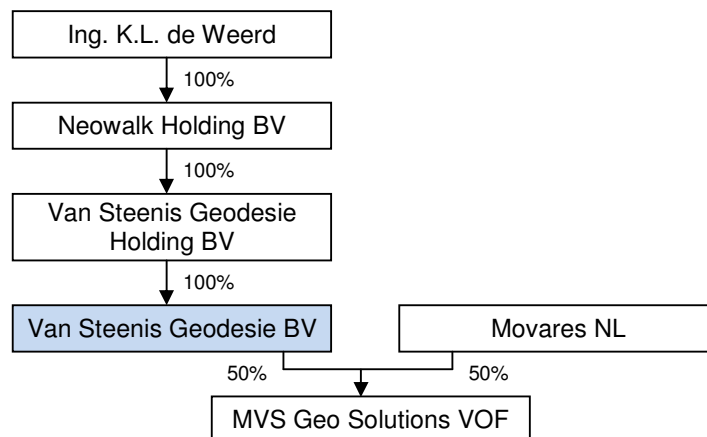 Ing. K.L. de Weerd
100%
Neowalk Holding BV
100%
Van Steenis Geodesie
Holding BV
100%
Van Steenis Geodesie BV
Movares NL
50%
50%
MVS Geo Solutions VOF